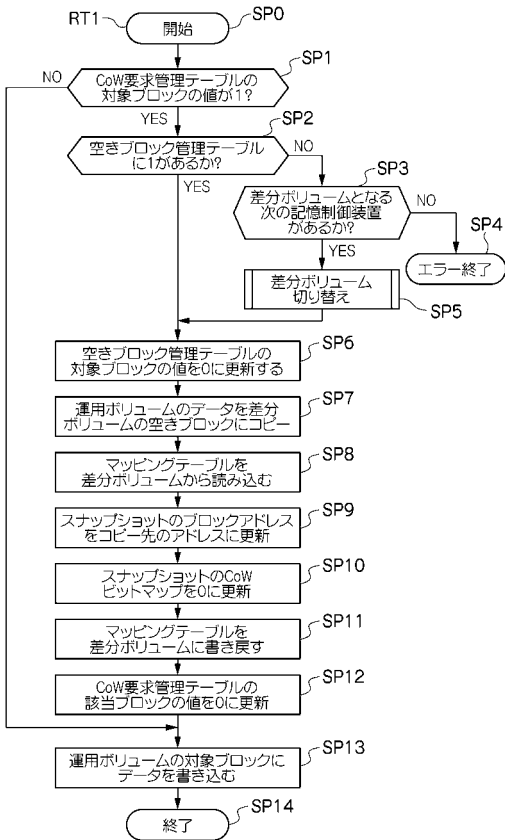 RT1
開始
SP0
CoW要求管理テーブルの
対象ブロックの値が1?
SP1
NO
YES
空きブロック管理テーブル
に1があるか?
SP2
NO
YES
差分ボリュームとなる
次の記憶制御装置
があるか?
SP3
NO
YES
SP4
エラー終了
差分ボリューム
切り替え
SP5
空きブロック管理テーブルの
対象ブロックの値を0に更新する
SP6
運用ボリュームのデータを差分
ボリュームの空きブロックにコピー
SP7
マッピングテーブルを
差分ボリュームから読み込む
SP8
スナップショットのブロックアドレス
をコピー先のアドレスに更新
SP9
スナップショットのCoW
ビットマップを0に更新
SP10
マッピングテーブルを
差分ボリュームに書き戻す
SP11
CoW要求管理テーブルの
該当ブロックの値を0に更新
SP12
運用ボリュームの対象ブロックに
データを書き込む
SP13
終了
SP14